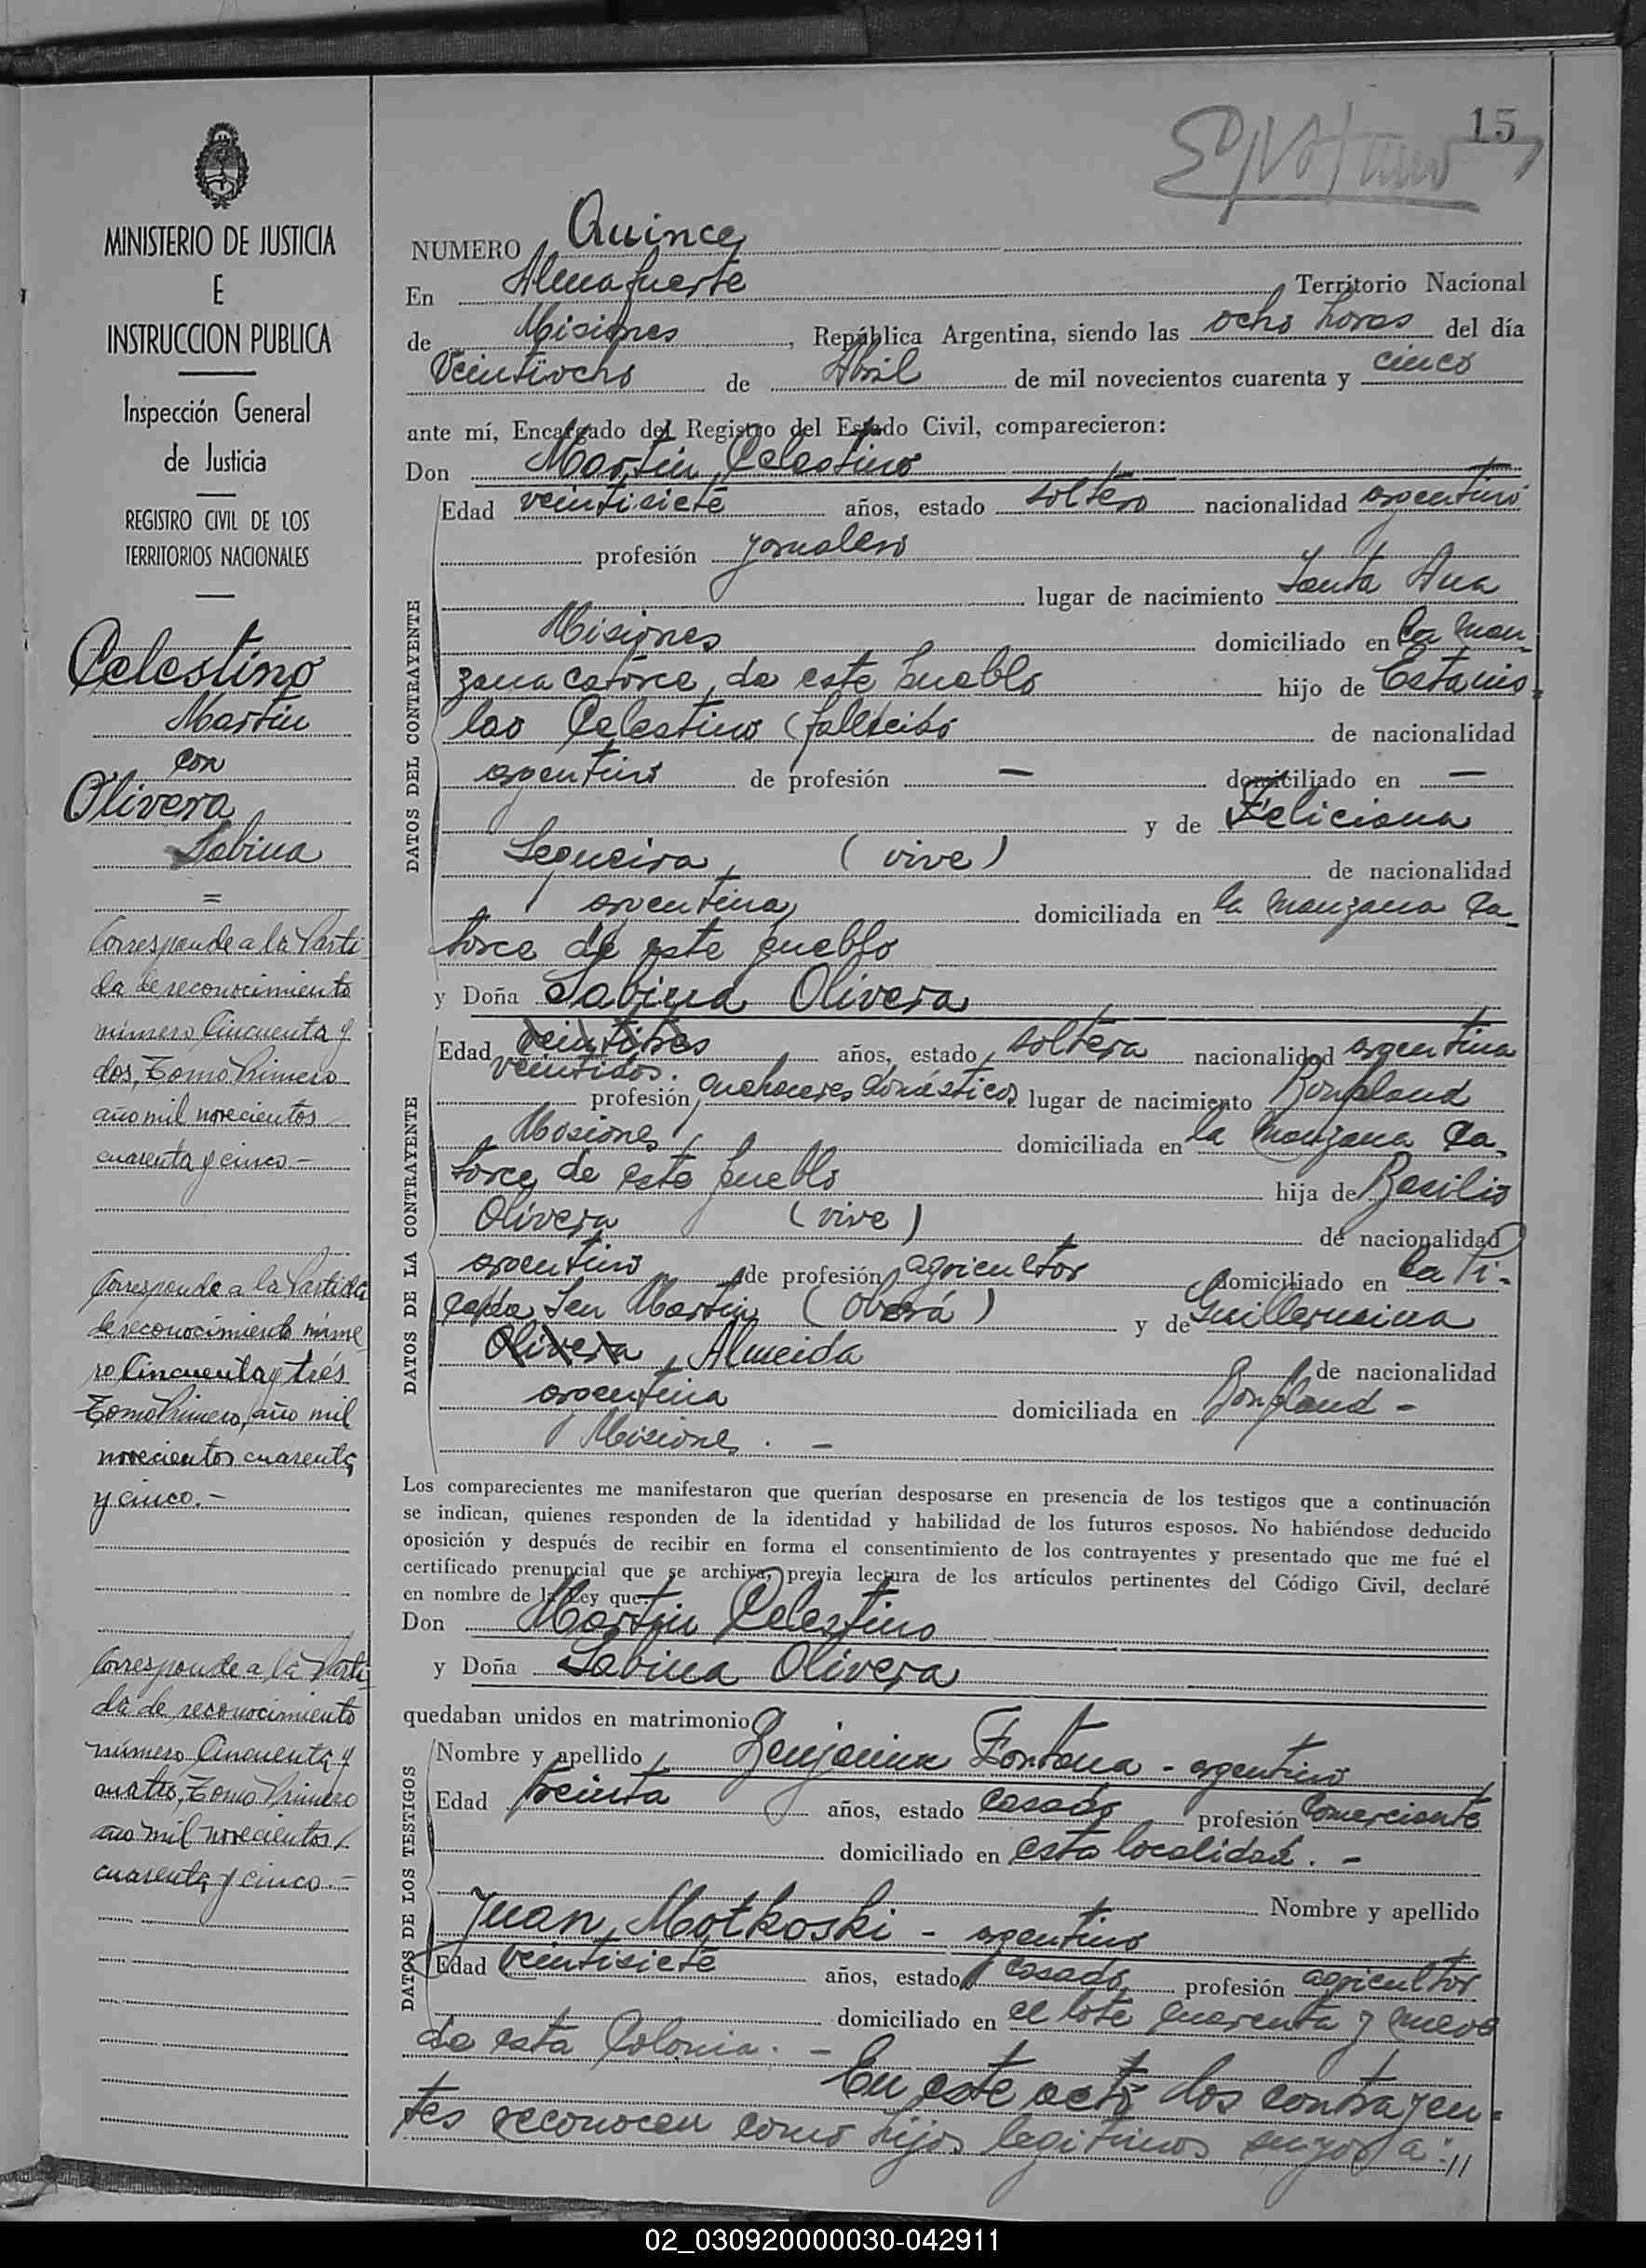 15
MINISTERIO DE JUSTICIA
E
INSTRUCCION PUBLICA
Inspección General
de Justicia
REGISTRO CIVIL DE LOS
TERRITORIOS NACIONALES
Celestino
Martin
con
Olivera
Sabina
=
Corresponde a la Parti-
da de reconocimiento
número Cincuenta y
dos, Tomo Primero
año mil novecientos
cuarenta y cinco.-
Corresponde a la Partida
de reconocimiento núme
ro Cincuenta y trés
Tomo Primero, año mil
novecientos cuarenta
y cinco.-
Corresponde a la Parti
da de reconocimiento
número Cincuenta y
cuatro, Tomo Primero
año mil novecientos
cuarenta y cinco.-
NUMERO Quince
En Almafuerte Territorio Nacional
de Misiones, República Argentina, siendo las ocho horas del día
Veintiocho de Abril de mil novecientos cuarenta y cinco
ante mí, Encargado del Registro del Estado Civil, comparecieron:
Don Martin Celestino
DATOS DEL CONTRAYENTE
Edad veintisiete años, estado soltero nacionalidad argentino
profesión jornalero
lugar de nacimiento Santa Ana
Misiones domiciliado en la man-
zana catorce, de este pueblo hijo de Estanis-
lao Celestino (fallecido de nacionalidad
argentino de profesión — domiciliado en —
y de Feliciana
Sequeira, (vive) de nacionalidad
argentina domiciliada en la manzana ca-
torce de este pueblo
y Doña Sabina Olivera
DATOS DE LA CONTRAYENTE
Edad veintitres años, estado soltera nacionalidad argentina
veintidos.
profesión quehaceres domésticos lugar de nacimiento Bonpland
Misiones domiciliada en la manzana ca-
torce de este pueblo hija de Basilio
Olivera (vive) de nacionalidad
argentino de profesión agricultor domiciliado en la Pi-
cada San Martin (Oberá) y de Guillermina
Olivera, Almeida de nacionalidad
argentina domiciliada en Bonpland -
Misiones. -
Los comparecientes me manifestaron que querían desposarse en presencia de los testigos que a continuación
se indican, quienes responden de la identidad y habilidad de los futuros esposos. No habiéndose deducido
oposición y después de recibir en forma el consentimiento de los contrayentes y presentado que me fué el
certificado prenupcial que se archiva, previa lectura de los artículos pertinentes del Código Civil, declaré
en nombre de la Ley que:
Don Martin Celestino
y Doña Sabina Olivera
quedaban unidos en matrimonio
DATOS DE LOS TESTIGOS
Nombre y apellido Benjamin Fontana - argentino
Edad treinta años, estado casado profesión comerciante
domiciliado en esta localidad. -
Nombre y apellido
Juan Motkoski - argentino
Edad veintisiete años, estado casado profesión agricultor
domiciliado en el lote cuarenta y nueve
de esta Colonia. -
En este acto los contrayen-
tes reconocen como hijos legitimos suyos a: //
02_030920000030-042911